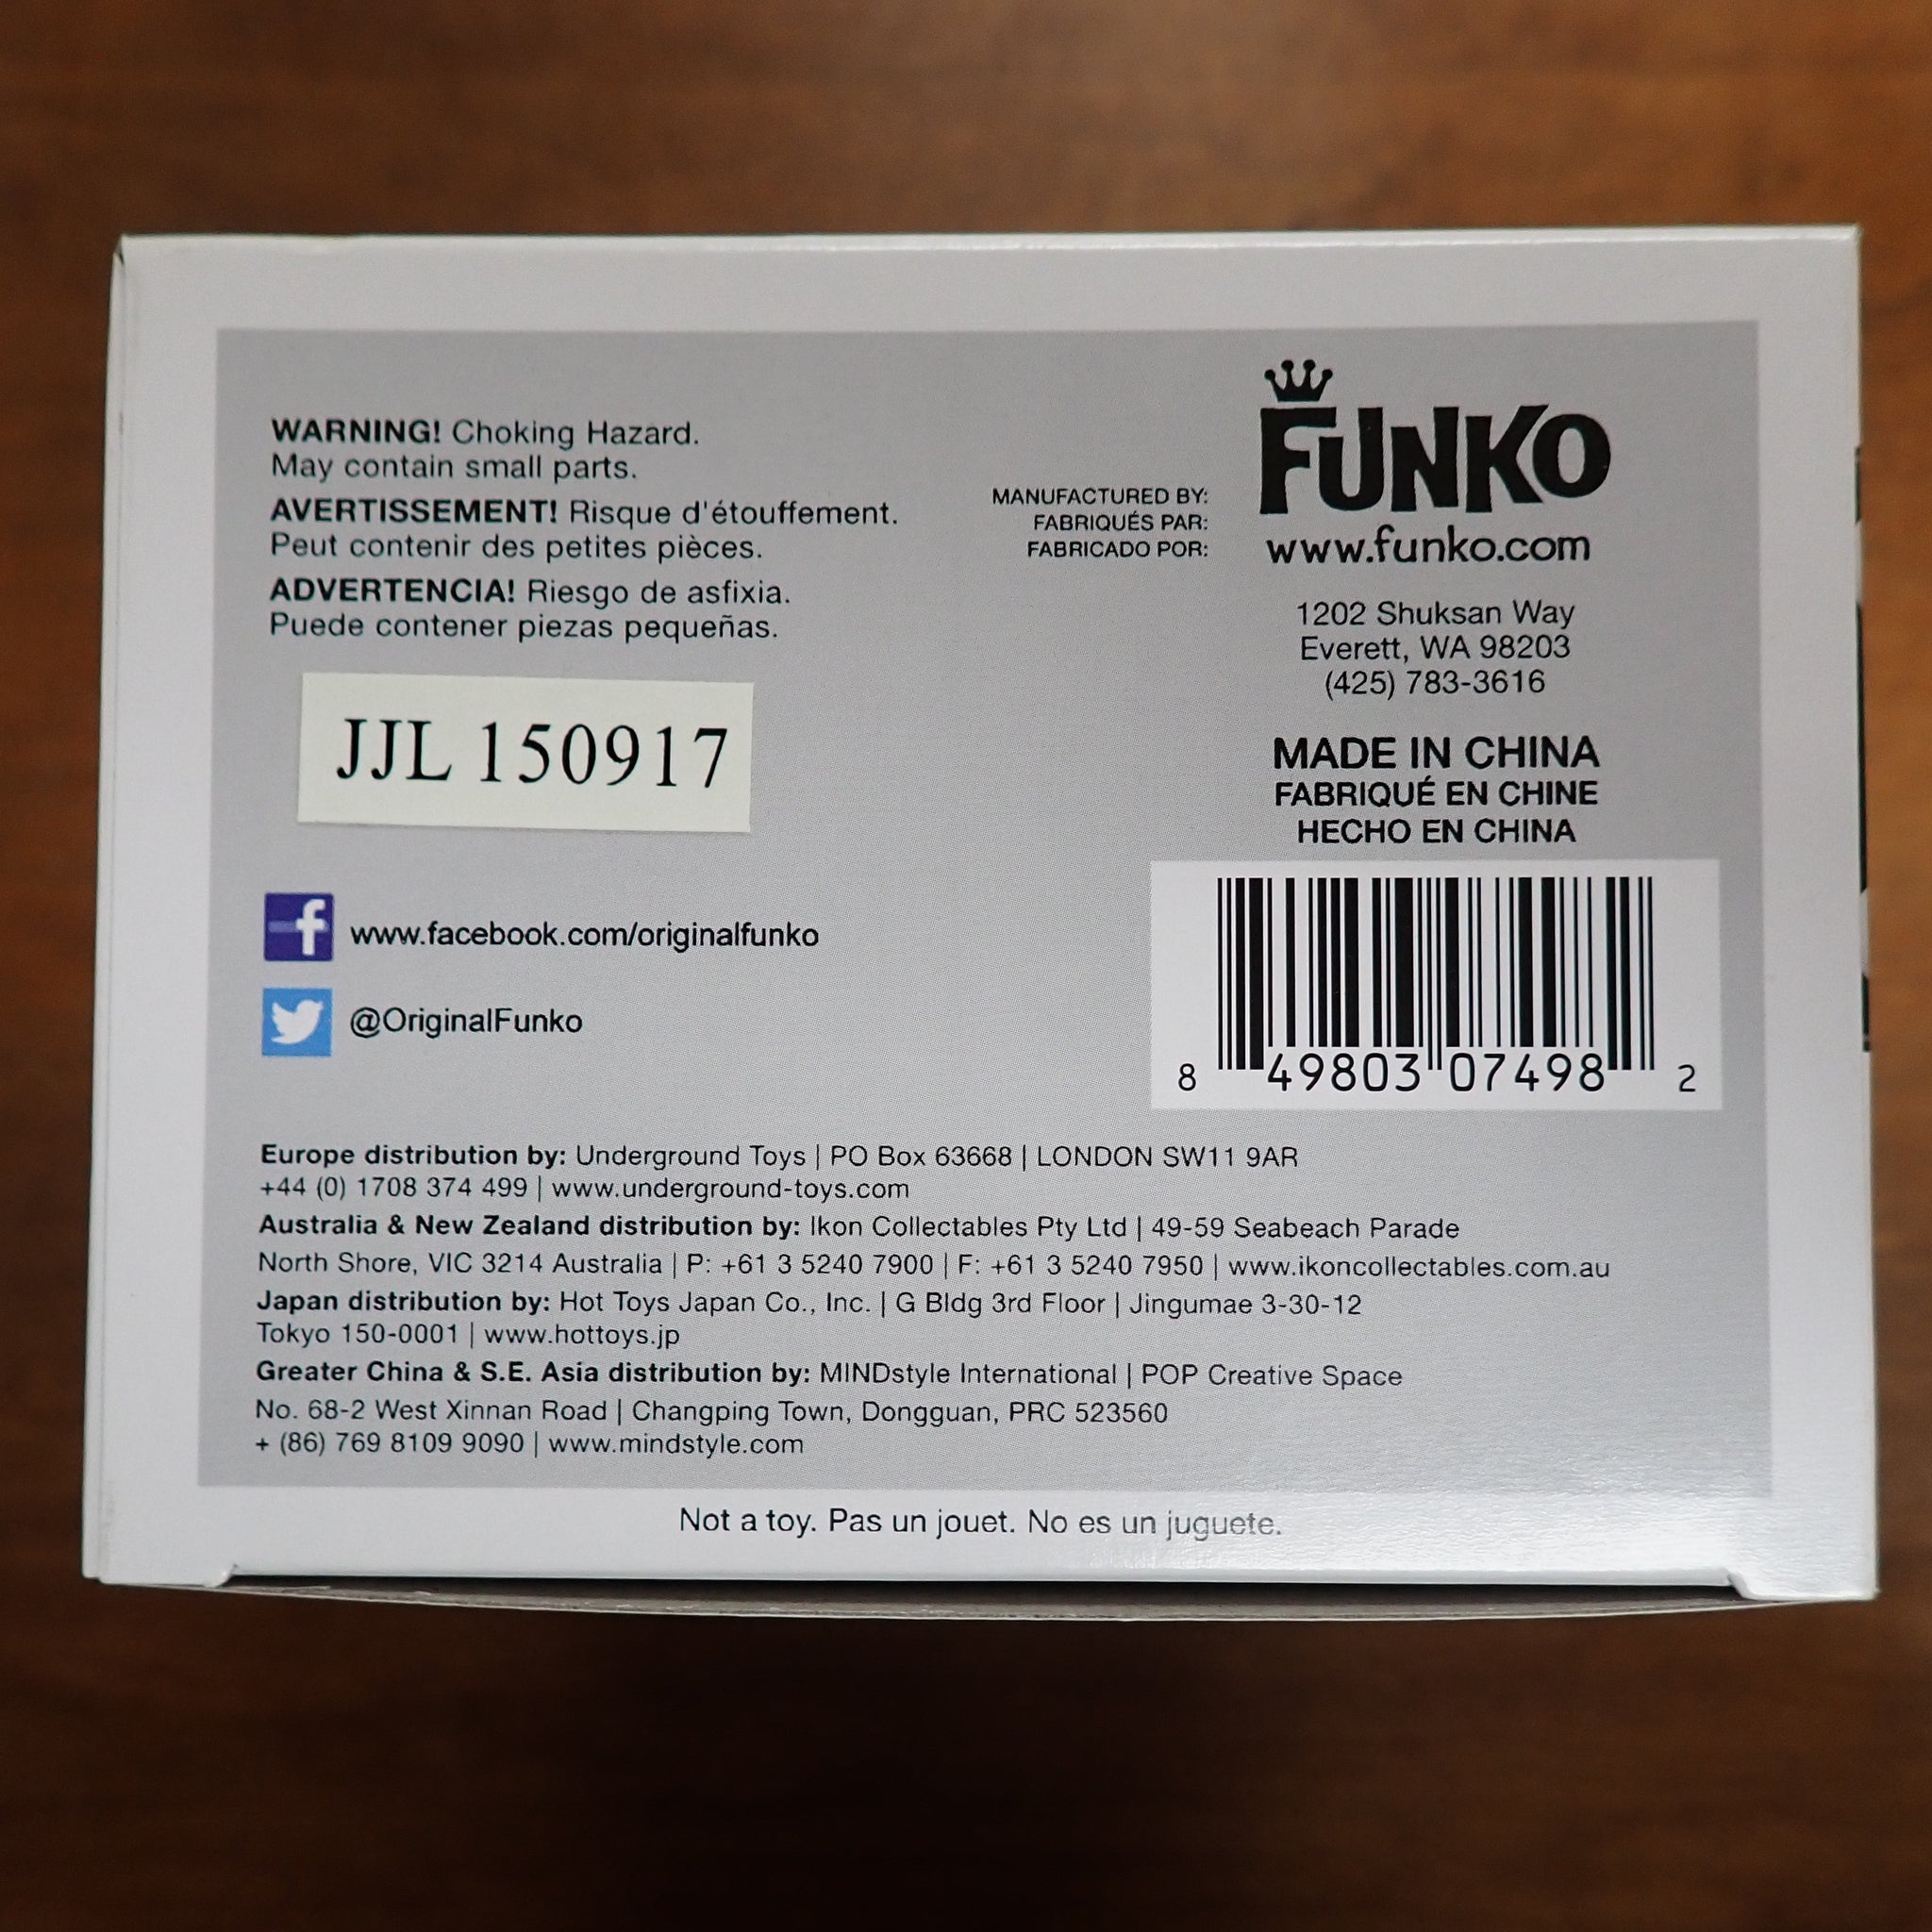 WARNING! Choking Hazard.
May contain small parts.
AVERTISSEMENT! Risque d'étouffement.
Peut contenir des petites pièces.
ADVERTENCIA! Riesgo de asfixia.
Puede contener piezas pequeñas.
JJL 150917
www.facebook.com/originalfunko
@OriginalFunko
MANUFACTURED BY:
FABRIQUÉS PAR:
FABRICADO POR:
FUNKO
www.funko.com
1202 Shuksan Way
Everett, WA 98203
(425) 783-3616
MADE IN CHINA
FABRIQUÉ EN CHINE
HECHO EN CHINA
8 49803 07498 2
Europe distribution by: Underground Toys | PO Box 63668 | LONDON SW11 9AR
+44 (0) 1708 374 499 | www.underground-toys.com
Australia & New Zealand distribution by: Ikon Collectables Pty Ltd | 49-59 Seabeach Parade
North Shore, VIC 3214 Australia | P: +61 3 5240 7900 | F: +61 3 5240 7950 | www.ikoncollectables.com.au
Japan distribution by: Hot Toys Japan Co., Inc. | G Bldg 3rd Floor | Jingumae 3-30-12
Tokyo 150-0001 | www.hottoys.jp
Greater China & S.E. Asia distribution by: MINDstyle International | POP Creative Space
No. 68-2 West Xinnan Road | Changping Town, Dongguan, PRC 523560
+ (86) 769 8109 9090 | www.mindstyle.com
Not a toy. Pas un jouet. No es un juguete.